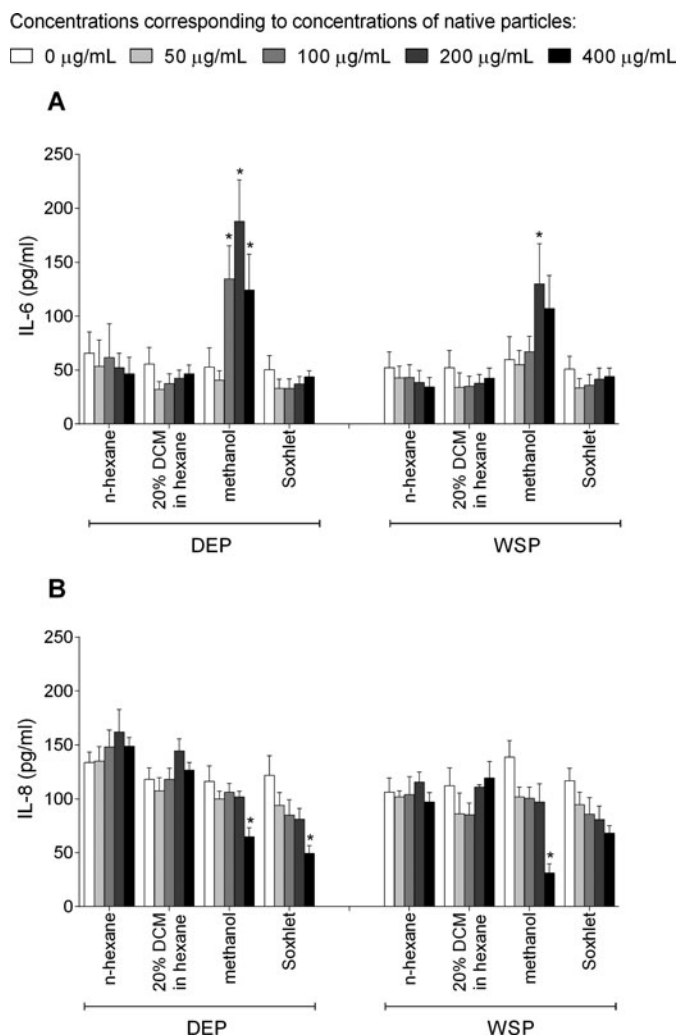 Concentrations corresponding to concentrations of native particles:
0 μg/mL 50 μg/mL 100 μg/mL 200 μg/mL 400 μg/mL
A
250
200
150
100
50
0
IL-6 (pg/ml)
* * * *
n-hexane
20% DCM
in hexane
methanol
Soxhlet
n-hexane
20% DCM
in hexane
methanol
Soxhlet
DEP WSP
B
250
200
150
100
50
0
IL-8 (pg/ml)
* * *
n-hexane
20% DCM
in hexane
methanol
Soxhlet
n-hexane
20% DCM
in hexane
methanol
Soxhlet
DEP WSP